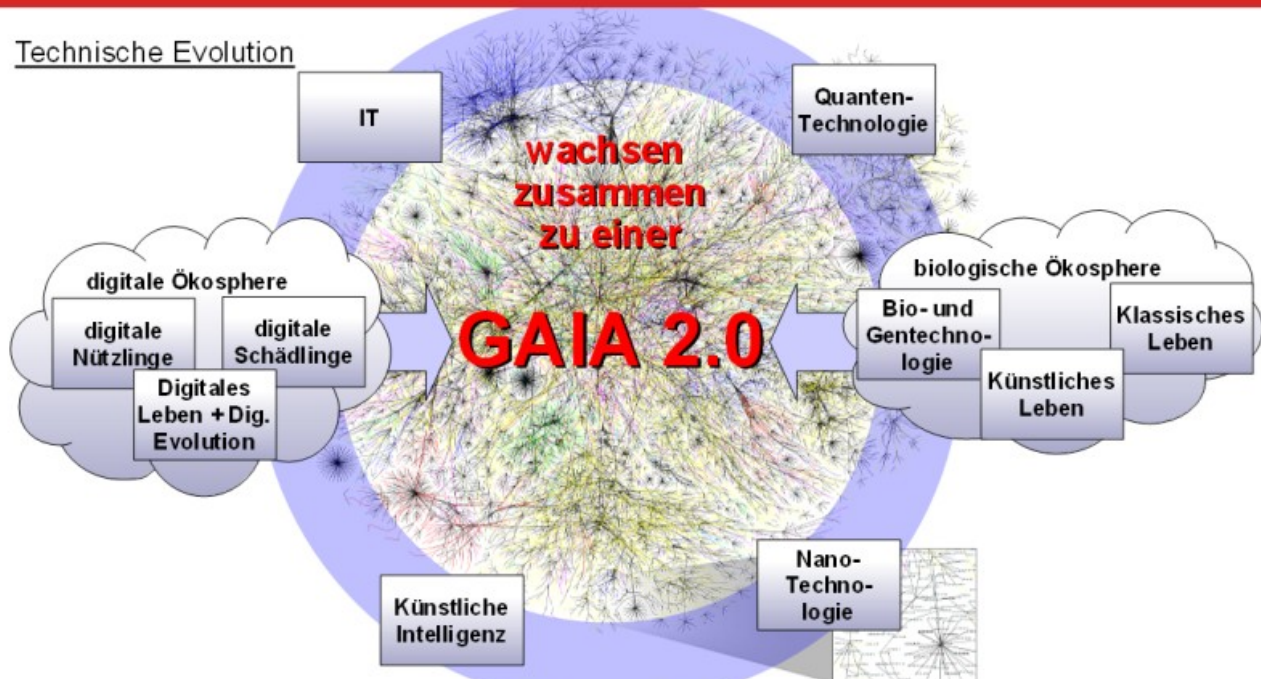 Technische Evolution
IT
Quanten-
Technologie
wachsen
zusammen
zu einer
GAIA 2.0
digitale Ökosphere
digitale
Nützlinge
digitale
Schädlinge
Digitales
Leben + Dig.
Evolution
biologische Ökosphere
Bio- und
Gentechno-
logie
Klassisches
Leben
Künstliches
Leben
Künstliche
Intelligenz
Nano-
Techno-
logie